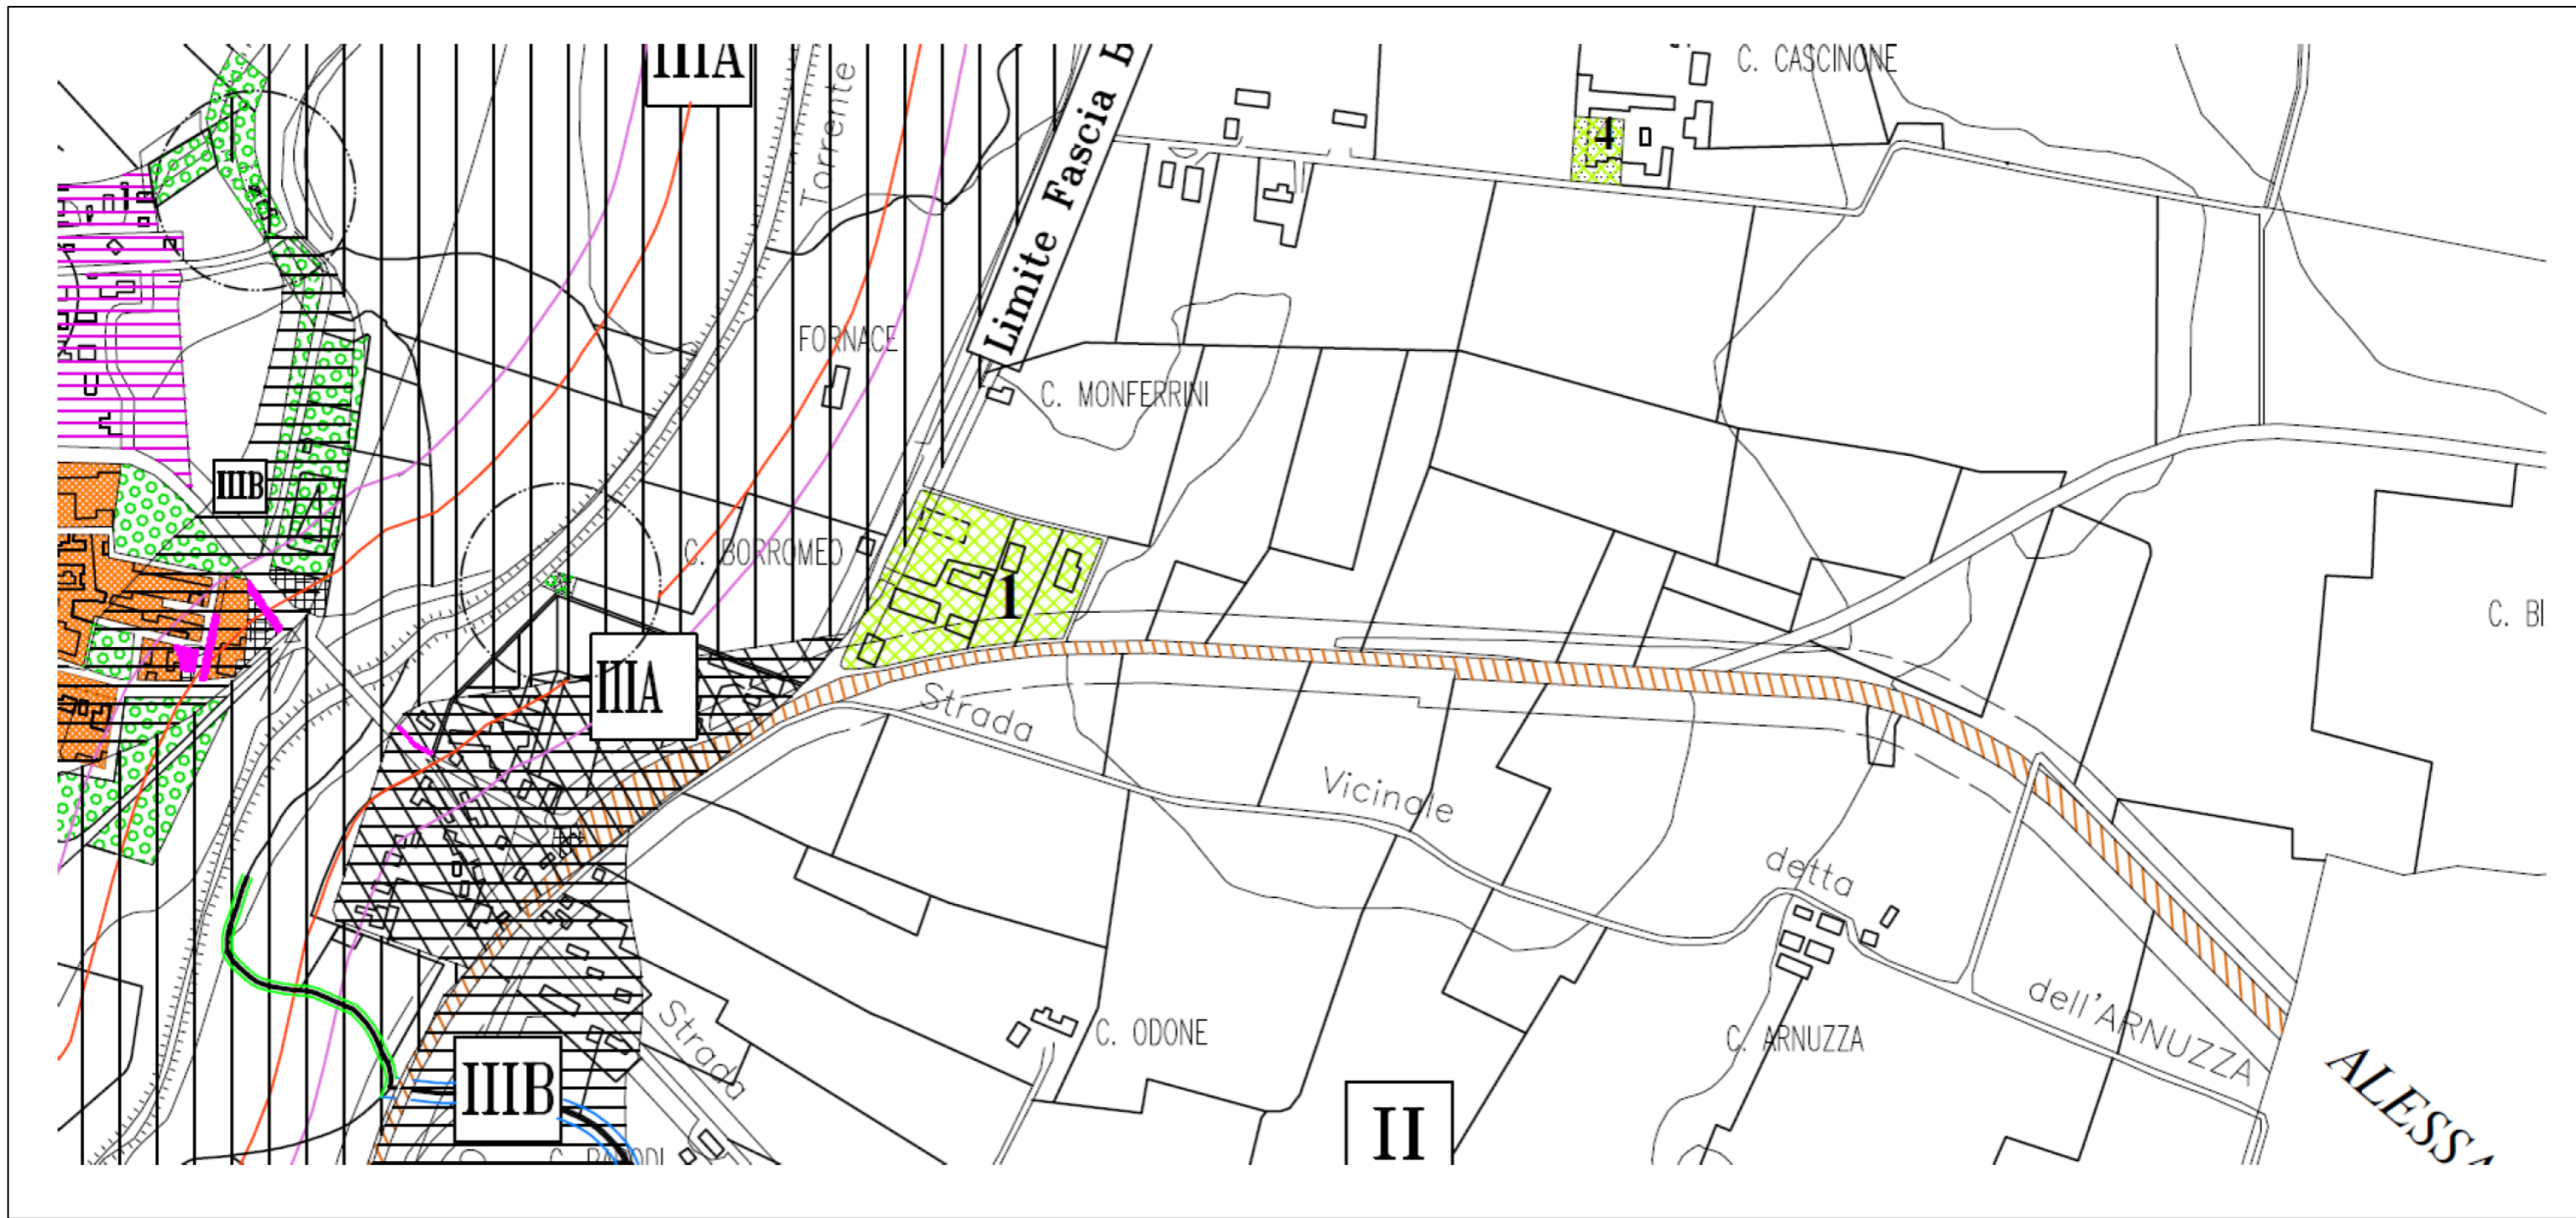 IIIA
C. CASCINONE
Torrente
Limite Fascia B
4
FORNACE
C. MONFERRINI
IIIB
C. BORROMEO
1
C. BI
IIIA
Strada
Vicinale
detta
dell'ARNUZZA
Strada
C. ODONE
C. ARNUZZA
IIIB
II
ALESSA